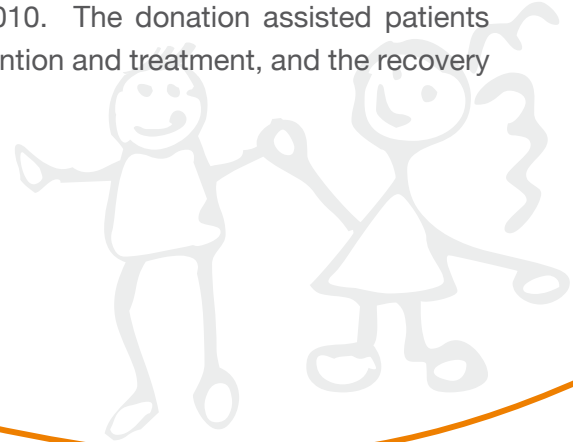 010. The donation assisted patients
ntion and treatment, and the recovery